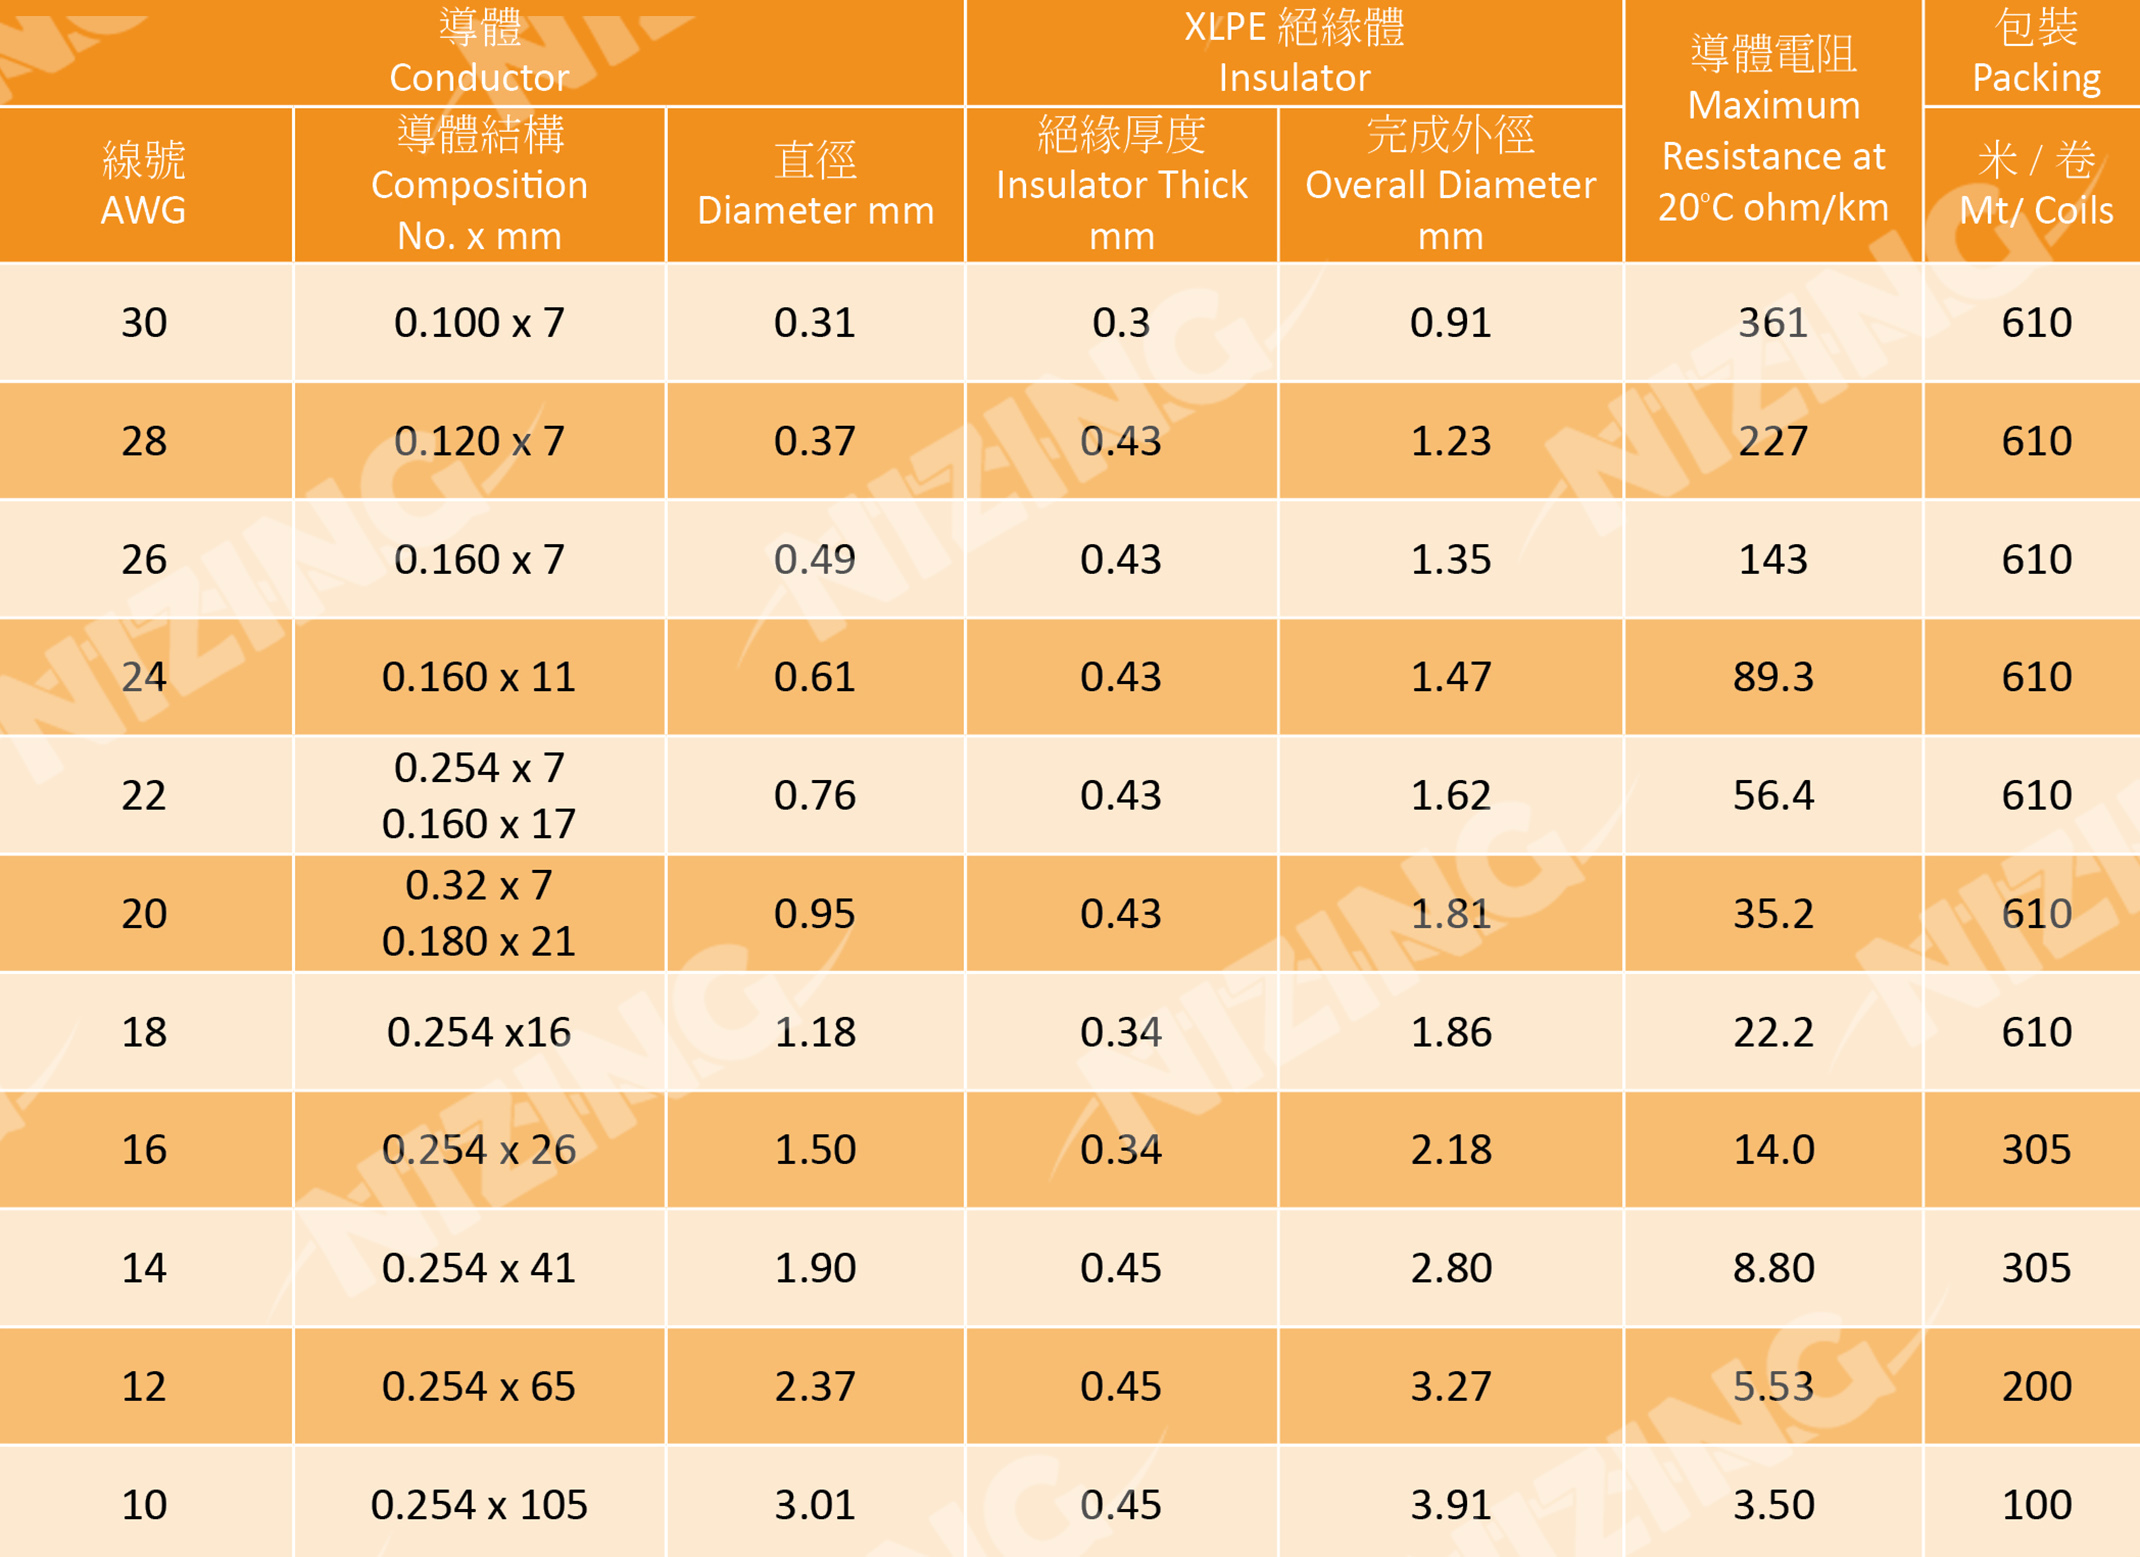 導體
Conductor
XLPE 絕緣體
Insulator
導體電阻
Maximum
Resistance at
20°C ohm/km
包裝
Packing
線號
AWG
導體結構
Composition
No. x mm
直徑
Diameter mm
絕緣厚度
Insulator Thick
mm
完成外徑
Overall Diameter
mm
米 / 卷
Mt/ Coils
30 0.100 x 7 0.31 0.3 0.91 361 610
28 0.120 x 7 0.37 0.43 1.23 227 610
26 0.160 x 7 0.49 0.43 1.35 143 610
24 0.160 x 11 0.61 0.43 1.47 89.3 610
22 0.254 x 7
0.160 x 17 0.76 0.43 1.62 56.4 610
20 0.32 x 7
0.180 x 21 0.95 0.43 1.81 35.2 610
18 0.254 x16 1.18 0.34 1.86 22.2 610
16 0.254 x 26 1.50 0.34 2.18 14.0 305
14 0.254 x 41 1.90 0.45 2.80 8.80 305
12 0.254 x 65 2.37 0.45 3.27 5.53 200
10 0.254 x 105 3.01 0.45 3.91 3.50 100
NIZING